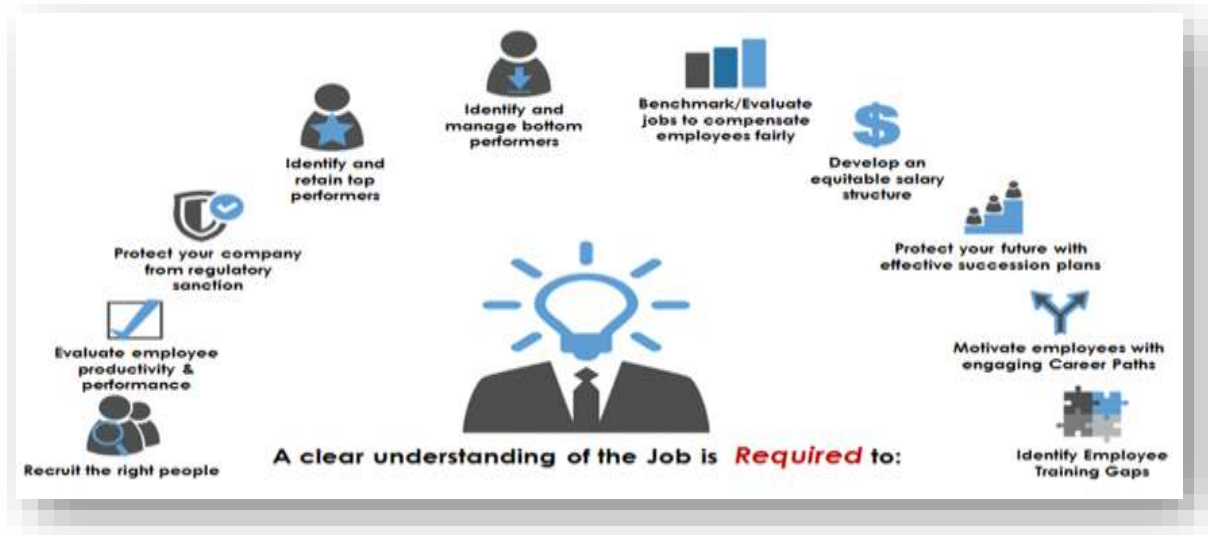 Identify and
manage bottom
performers
Benchmark/Evaluate
jobs to compensate
employees fairly
Identify and
retain top
performers
Develop an
equitable salary
structure
Protect your company
from regulatory
sanction
Protect your future with
effective succession plans
Evaluate employee
productivity &
performance
Motivate employees with
engaging Career Paths
Recruit the right people
A clear understanding of the Job is Required to:
Identify Employee
Training Gaps